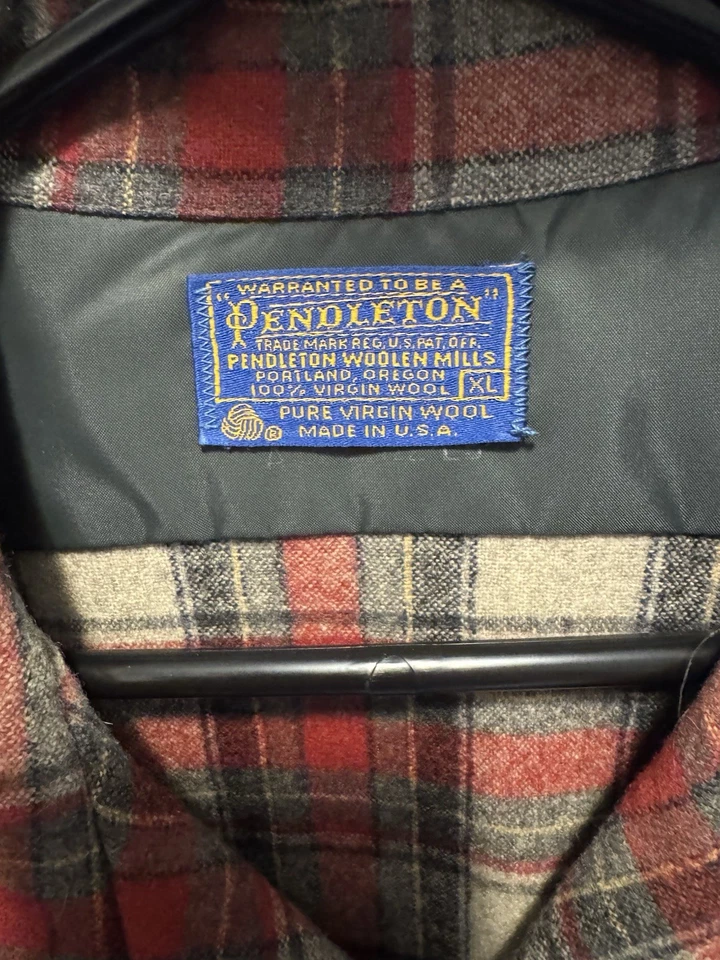 WARRANTED TO BE A
"PENDLETON"
TRADE MARK REG. U.S. PAT. OFF.
PENDLETON WOOLEN MILLS
PORTLAND, OREGON
100% VIRGIN WOOL XL
PURE VIRGIN WOOL
® MADE IN U.S.A.